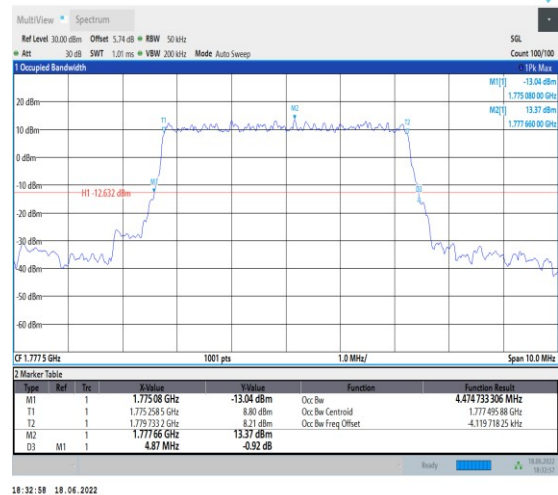 MultiView Spectrum
Ref Level 30.00 dBm Offset 5.74 dB RBW 50 kHz SGL
Att 30 dB SWT 1.01 ms VBW 200 kHz Mode Auto Sweep Count 100/100
1 Occupied Bandwidth 1Pk Max
M1[1] -13.04 dBm
1.775 080 00 GHz
M2[1] 13.37 dBm
1.777 660 00 GHz
20 dBm
M2
T1
T2
10 dBm
0 dBm
-10 dBm
M1
D3
H1 -12.632 dBm
-20 dBm
-30 dBm
-40 dBm
-50 dBm
-60 dBm
CF 1.777 5 GHz 1001 pts 1.0 MHz/ Span 10.0 MHz
2 Marker Table
Type Ref Trc X-Value Y-Value Function Function Result
M1 1 1.775 08 GHz -13.04 dBm Occ Bw 4.474 733 306 MHz
T1 1 1.775 258 5 GHz 8.80 dBm Occ Bw Centroid 1.777 495 88 GHz
T2 1 1.779 733 2 GHz 8.21 dBm Occ Bw Freq Offset -4.119 718 25 kHz
M2 1 1.777 66 GHz 13.37 dBm
D3 M1 1 4.87 MHz -0.92 dB
Ready 18.06.2022
18:32:57
18:32:58 18.06.2022